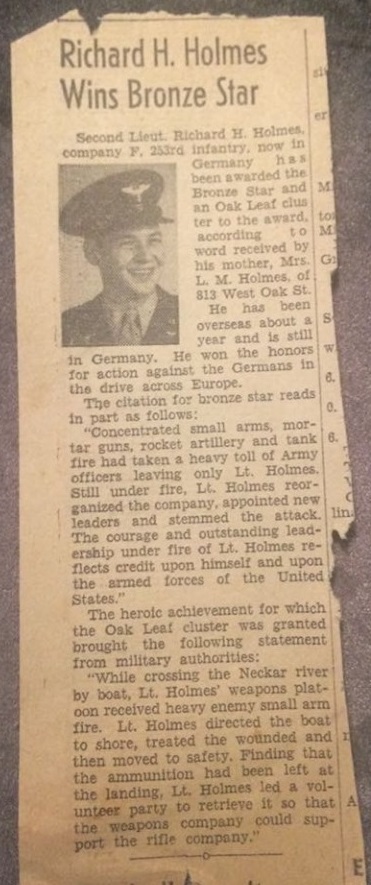 Richard H. Holmes
Wins Bronze Star
Second Lieut. Richard H. Holmes,
company F, 253rd infantry, now in
Germany has
been awarded the
Bronze Star and
an Oak Leaf clus
ter to the award,
according to
word received by
his mother, Mrs.
L. M. Holmes, of
813 West Oak St.
He has been
overseas about a
year and is still
in Germany. He won the honors
for action against the Germans in
the drive across Europe.
The citation for bronze star reads
in part as follows:
"Concentrated small arms, mor-
tar guns, rocket artillery and tank
fire had taken a heavy toll of Army
officers leaving only Lt. Holmes.
Still under fire, Lt. Holmes reor-
ganized the company, appointed new
leaders and stemmed the attack.
The courage and outstanding lead-
ership under fire of Lt. Holmes re-
flects credit upon himself and upon
the armed forces of the United
States."
The heroic achievement for which
the Oak Leaf cluster was granted
brought the following statement
from military authorities:
"While crossing the Neckar river
by boat, Lt. Holmes' weapons plat-
oon received heavy enemy small arm
fire. Lt. Holmes directed the boat
to shore, treated the wounded and
then moved to safety. Finding that
the ammunition had been left at
the landing, Lt. Holmes led a vol-
unteer party to retrieve it so that
the weapons company could sup-
port the rifle company."